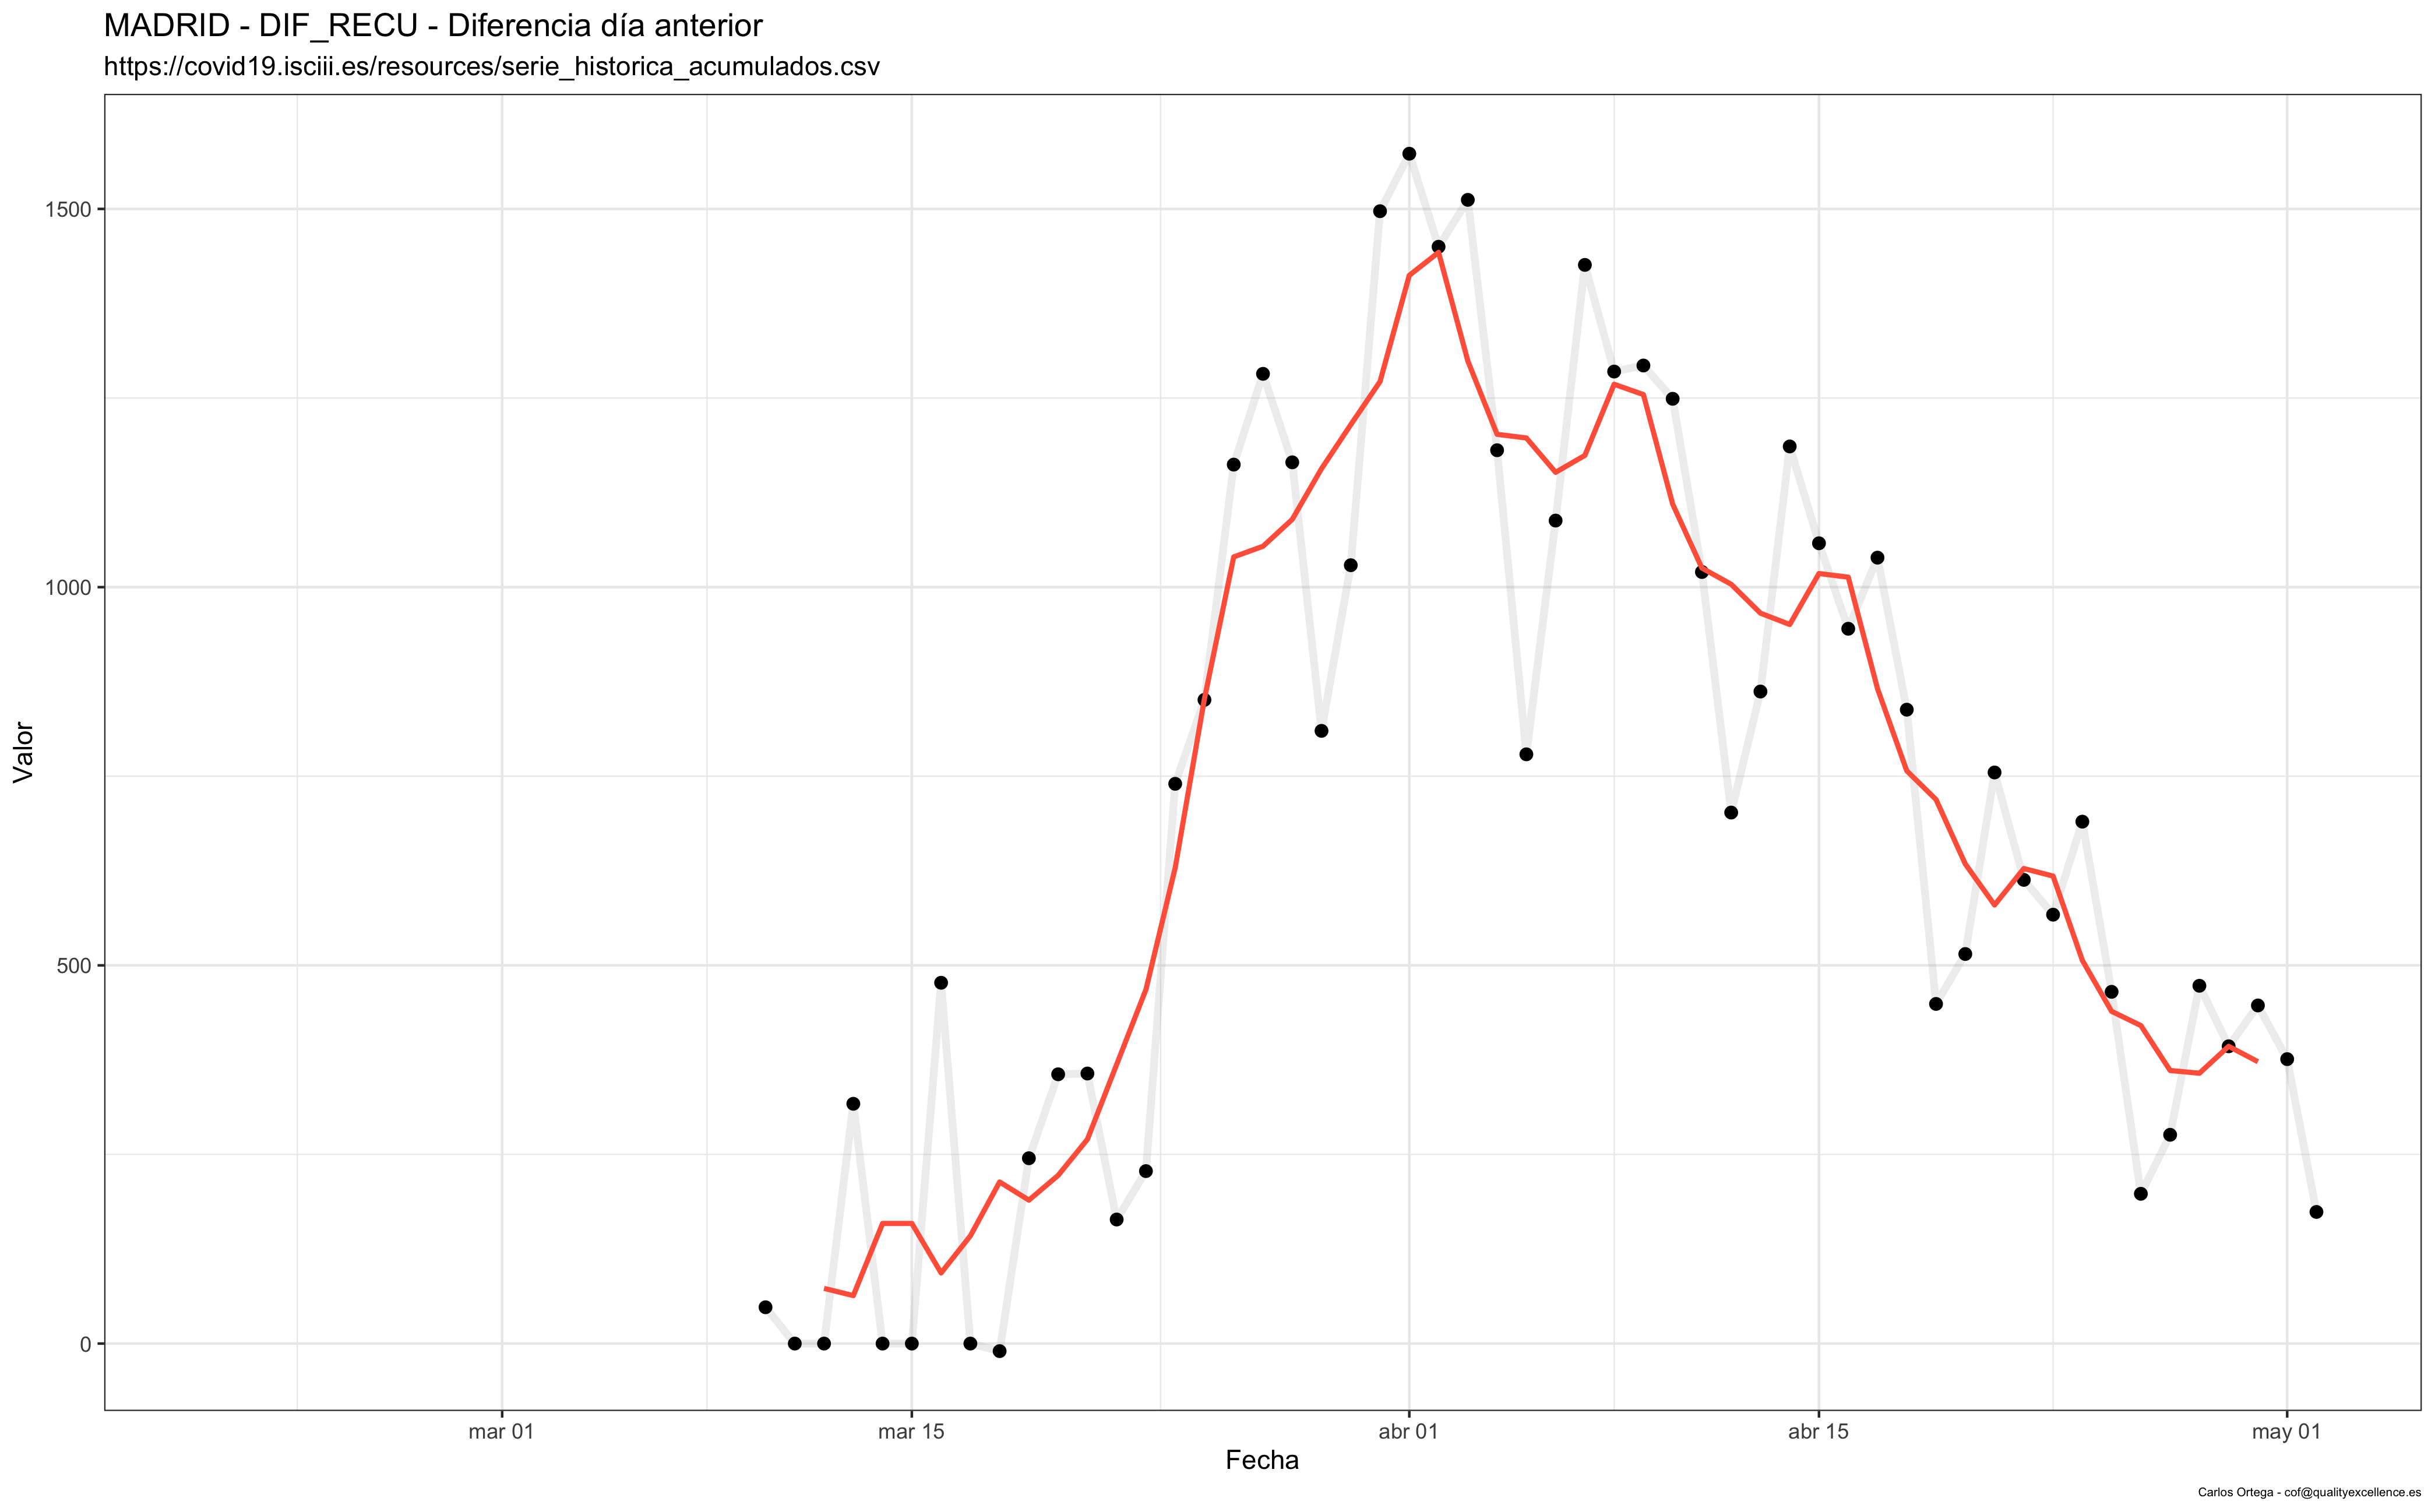 MADRID - DIF_RECU - Diferencia día anterior
https://covid19.isciii.es/resources/serie_historica_acumulados.csv
Valor
1500
1000
500
0
mar 01
mar 15
abr 01
abr 15
may 01
Fecha
Carlos Ortega - cof@qualityexcellence.es